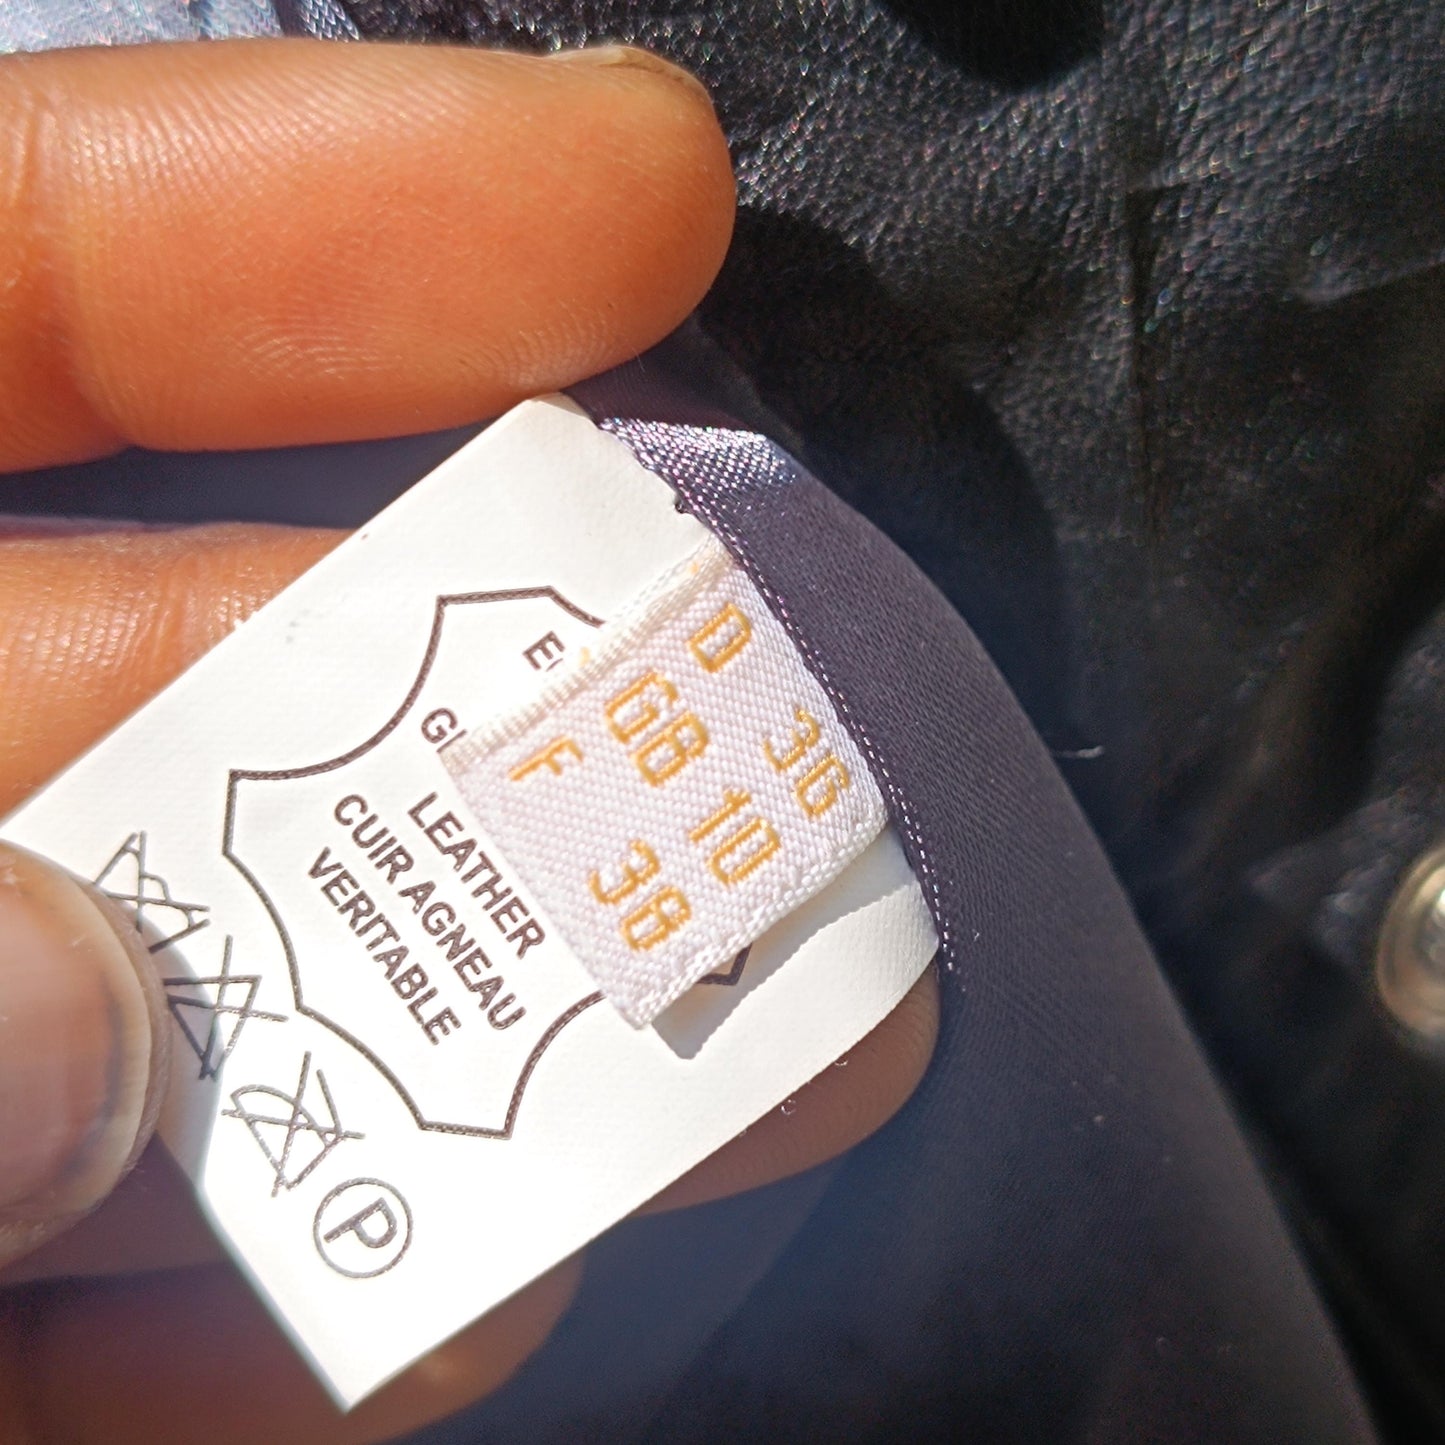 D 36
GB 10
F 38
LEATHER
CUIR AGNEAU
VERITABLE
P